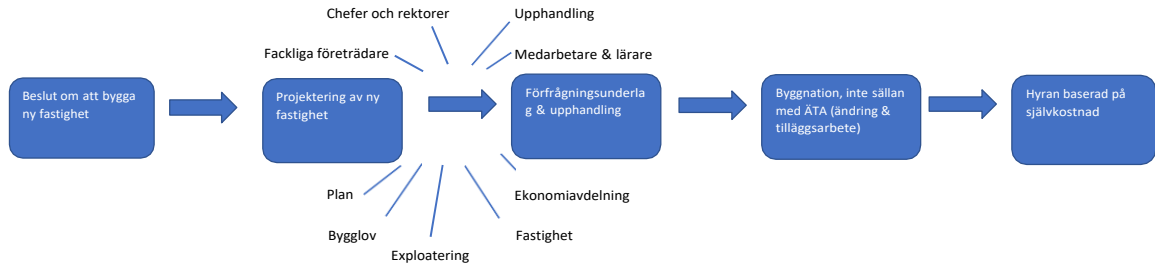 Chefer och rektorer
Upphandling
Fackliga företrädare
Medarbetare & lärare
Beslut om att bygga
ny fastighet
Projektering av ny
fastighet
Förfrågningsunderla
g & upphandling
Byggnation, inte sällan
med ÄTA (ändring &
tilläggsarbete)
Hyran baserad på
självkostnad
Plan
Ekonomiavdelning
Bygglov
Fastighet
Exploatering